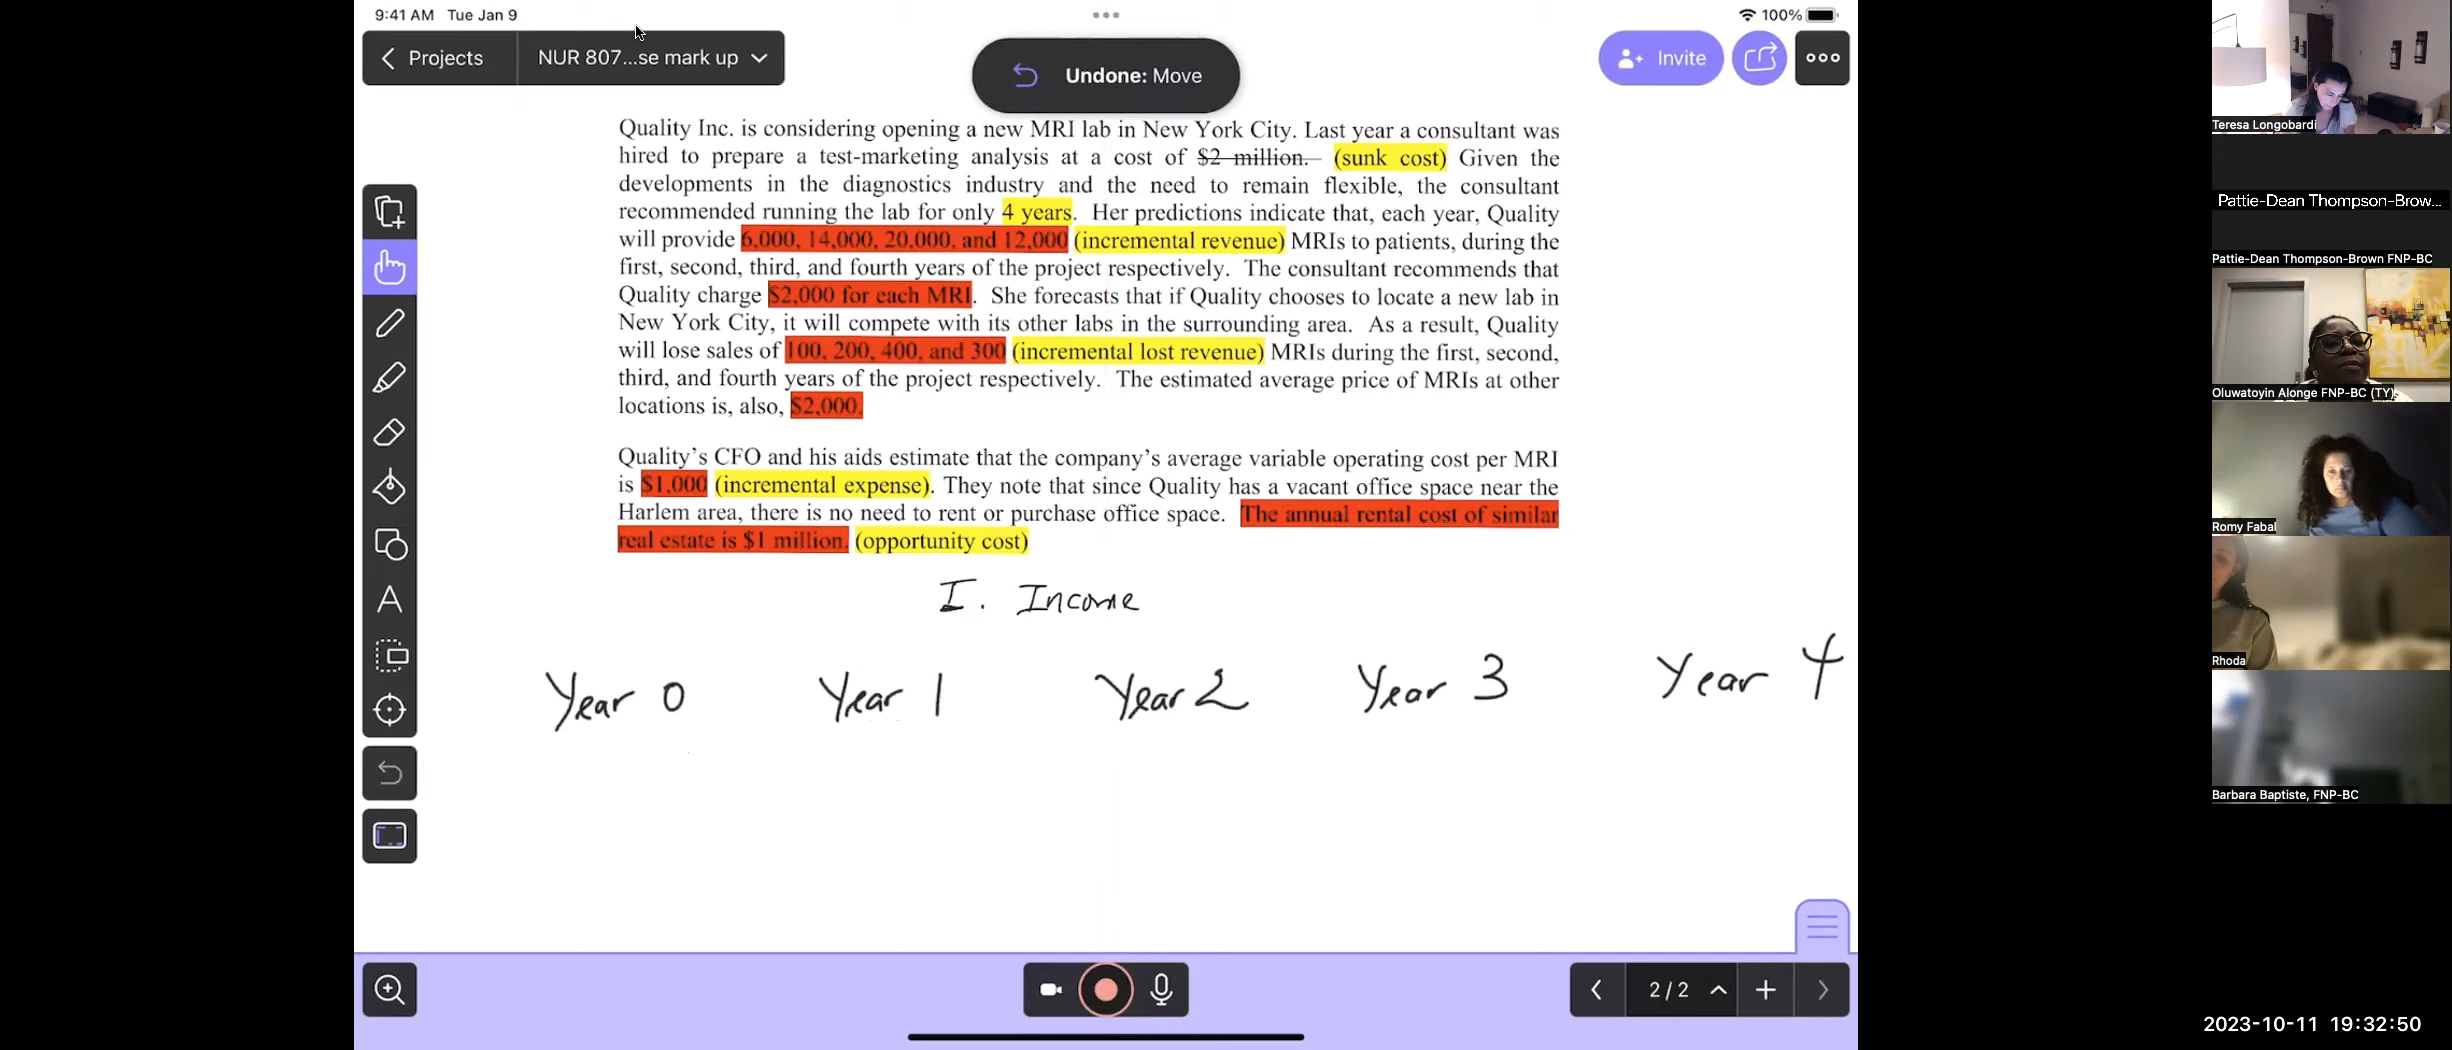 9:41 AM Tue Jan 9
100%
Projects
NUR 807...se mark up
Undone: Move
Invite
Quality Inc. is considering opening a new MRI lab in New York City. Last year a consultant was
hired to prepare a test-marketing analysis at a cost of $2 million. (sunk cost) Given the
developments in the diagnostics industry and the need to remain flexible, the consultant
recommended running the lab for only 4 years. Her predictions indicate that, each year, Quality
will provide 6,000, 14,000, 20,000, and 12,000 (incremental revenue) MRIs to patients, during the
first, second, third, and fourth years of the project respectively. The consultant recommends that
Quality charge $2,000 for each MRI. She forecasts that if Quality chooses to locate a new lab in
New York City, it will compete with its other labs in the surrounding area. As a result, Quality
will lose sales of 100, 200, 400, and 300 (incremental lost revenue) MRIs during the first, second,
third, and fourth years of the project respectively. The estimated average price of MRIs at other
locations is, also, $2,000.
Quality's CFO and his aids estimate that the company's average variable operating cost per MRI
is $1,000 (incremental expense). They note that since Quality has a vacant office space near the
Harlem area, there is no need to rent or purchase office space. The annual rental cost of similar
real estate is $1 million. (opportunity cost)
I. Income
Year 0 Year 1 Year 2 Year 3 Year 4
A
2 / 2
Teresa Longobardi
Pattie-Dean Thompson-Brow...
Pattie-Dean Thompson-Brown FNP-BC
Oluwatoyin Alonge FNP-BC (TY)
Romy Fabal
Rhoda
Barbara Baptiste, FNP-BC
2023-10-11 19:32:50